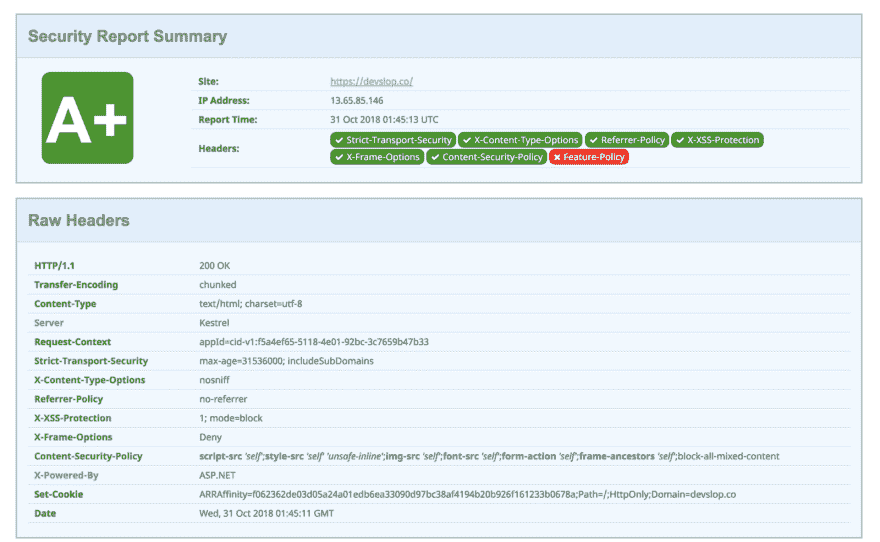 Security Report Summary
A+
Site: https://devslop.co/
IP Address: 13.65.85.146
Report Time: 31 Oct 2018 01:45:13 UTC
Headers: ✔ Strict-Transport-Security ✔ X-Content-Type-Options ✔ Referrer-Policy ✔ X-XSS-Protection
✔ X-Frame-Options ✔ Content-Security-Policy ✖ Feature-Policy
Raw Headers
HTTP/1.1 200 OK
Transfer-Encoding chunked
Content-Type text/html; charset=utf-8
Server Kestrel
Request-Context appId=cid-v1:f5a4ef65-5118-4e01-92bc-3c7659b47b33
Strict-Transport-Security max-age=31536000; includeSubDomains
X-Content-Type-Options nosniff
Referrer-Policy no-referrer
X-XSS-Protection 1; mode=block
X-Frame-Options Deny
Content-Security-Policy script-src 'self';style-src 'self' 'unsafe-inline';img-src 'self';font-src 'self';form-action 'self';frame-ancestors 'self';block-all-mixed-content
X-Powered-By ASP.NET
Set-Cookie ARRAffinity=f062362de03d05a24a01edb6ea33090d97bc38af4194b20b926f161233b0678a;Path=/;HttpOnly;Domain=devslop.co
Date Wed, 31 Oct 2018 01:45:11 GMT